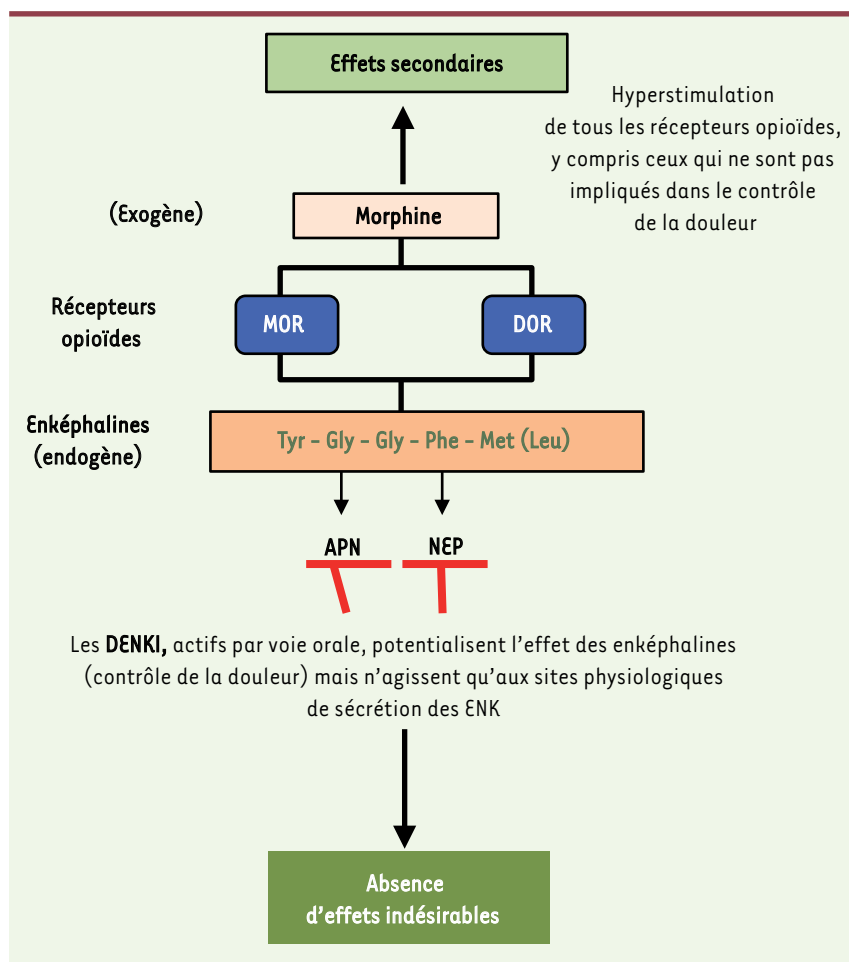 Effets secondaires
Hyperstimulation
de tous les récepteurs opioïdes,
y compris ceux qui ne sont pas
impliqués dans le contrôle
de la douleur
(Exogène)
Morphine
Récepteurs
opioïdes
MOR
DOR
Enképhalines
(endogène)
Tyr – Gly – Gly – Phe – Met (Leu)
APN
NEP
Les DENKI, actifs par voie orale, potentialisent l'effet des enképhalines
(contrôle de la douleur) mais n'agissent qu'aux sites physiologiques
de sécrétion des ENK
Absence
d'effets indésirables